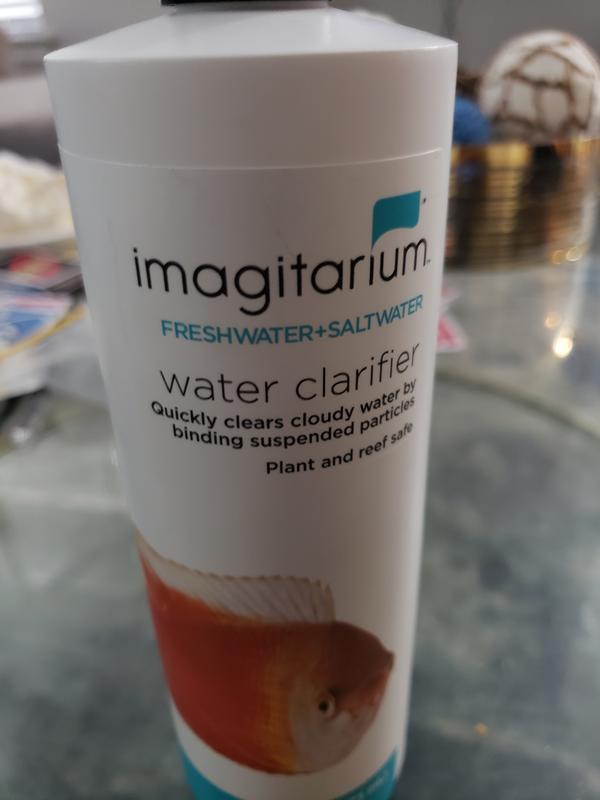 imagitarium
FRESHWATER+SALTWATER
water clarifier
Quickly clears cloudy water by
binding suspended particles
Plant and reef safe